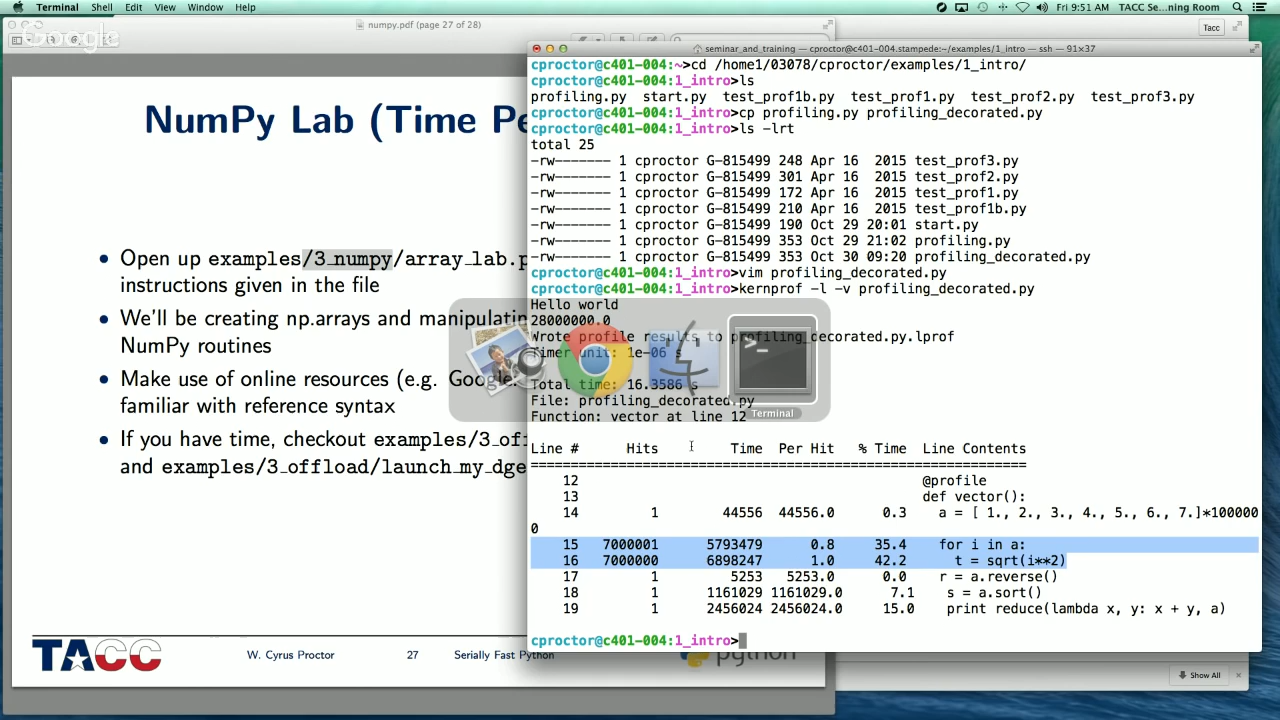 Terminal Shell Edit View Window Help
Fri 9:51 AM TACC Se...ning Room
numpy.pdf (page 27 of 28)
Google
Tacc
NumPy Lab (Time Pe
Open up examples/3_numpy/array_lab.p
instructions given in the file
We'll be creating np.arrays and manipulating
NumPy routines
Make use of online resources (e.g. Google:
familiar with reference syntax
If you have time, checkout examples/3_off
and examples/3_offload/launch_my_dge
TACC
W. Cyrus Proctor
27
Serially Fast Python
python
Show All
seminar_and_training — cproctor@c401-004.stampede:~/examples/1_intro — ssh — 91×37
cproctor@c401-004:~>cd /home1/03078/cproctor/examples/1_intro/
cproctor@c401-004:1_intro>ls
profiling.py start.py test_prof1b.py test_prof1.py test_prof2.py test_prof3.py
cproctor@c401-004:1_intro>cp profiling.py profiling_decorated.py
cproctor@c401-004:1_intro>ls -lrt
total 25
-rw------- 1 cproctor G-815499 248 Apr 16 2015 test_prof3.py
-rw------- 1 cproctor G-815499 301 Apr 16 2015 test_prof2.py
-rw------- 1 cproctor G-815499 172 Apr 16 2015 test_prof1.py
-rw------- 1 cproctor G-815499 210 Apr 16 2015 test_prof1b.py
-rw------- 1 cproctor G-815499 190 Oct 29 20:01 start.py
-rw------- 1 cproctor G-815499 353 Oct 29 21:02 profiling.py
-rw------- 1 cproctor G-815499 353 Oct 30 09:20 profiling_decorated.py
cproctor@c401-004:1_intro>vim profiling_decorated.py
cproctor@c401-004:1_intro>kernprof -l -v profiling_decorated.py
Hello world
28000000.0
Wrote profile results to profiling_decorated.py.lprof
Timer unit: 1e-06 s
Total time: 16.3586 s
File: profiling_decorated.py
Function: vector at line 12
Terminal
Line # Hits Time Per Hit % Time Line Contents
==============================================================
12 @profile
13 def vector():
14 1 44556 44556.0 0.3 a = [ 1., 2., 3., 4., 5., 6., 7.]*100000
0
15 7000001 5793479 0.8 35.4 for i in a:
16 7000000 6898247 1.0 42.2 t = sqrt(i**2)
17 1 5253 5253.0 0.0 r = a.reverse()
18 1 1161029 1161029.0 7.1 s = a.sort()
19 1 2456024 2456024.0 15.0 print reduce(lambda x, y: x + y, a)
cproctor@c401-004:1_intro>